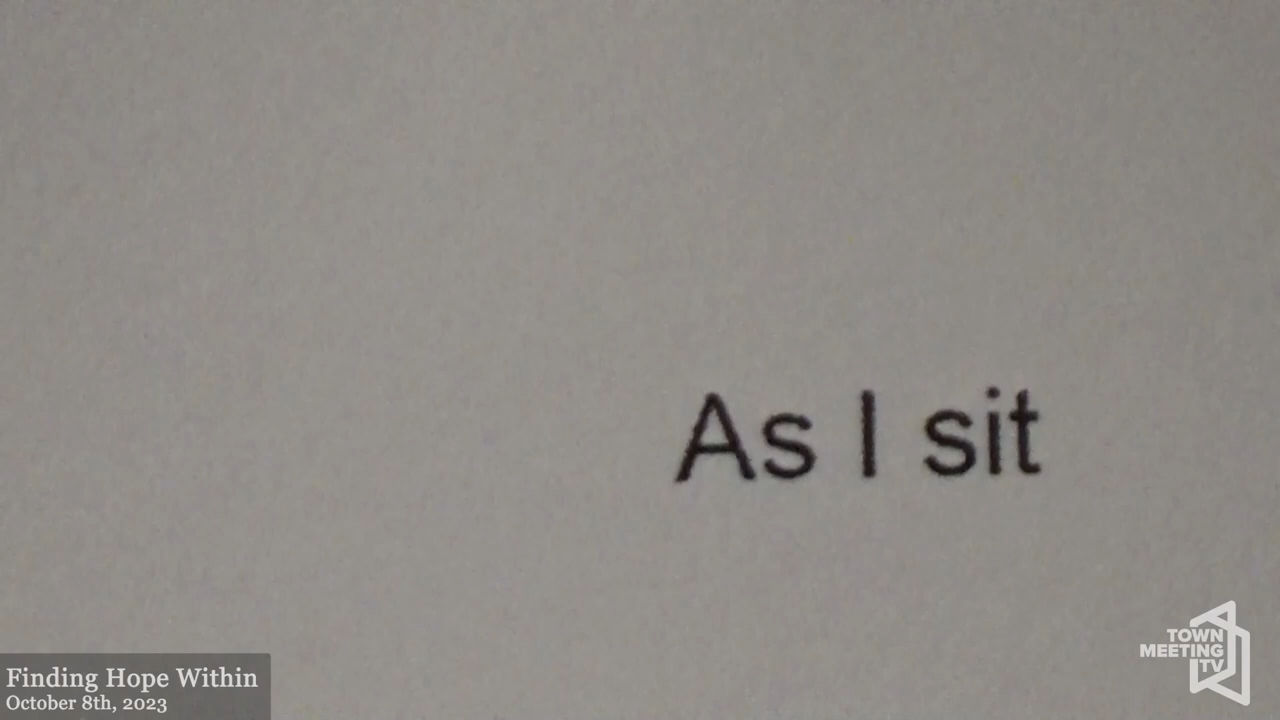 As I sit
Finding Hope Within
October 8th, 2023
TOWN
MEETING
TV